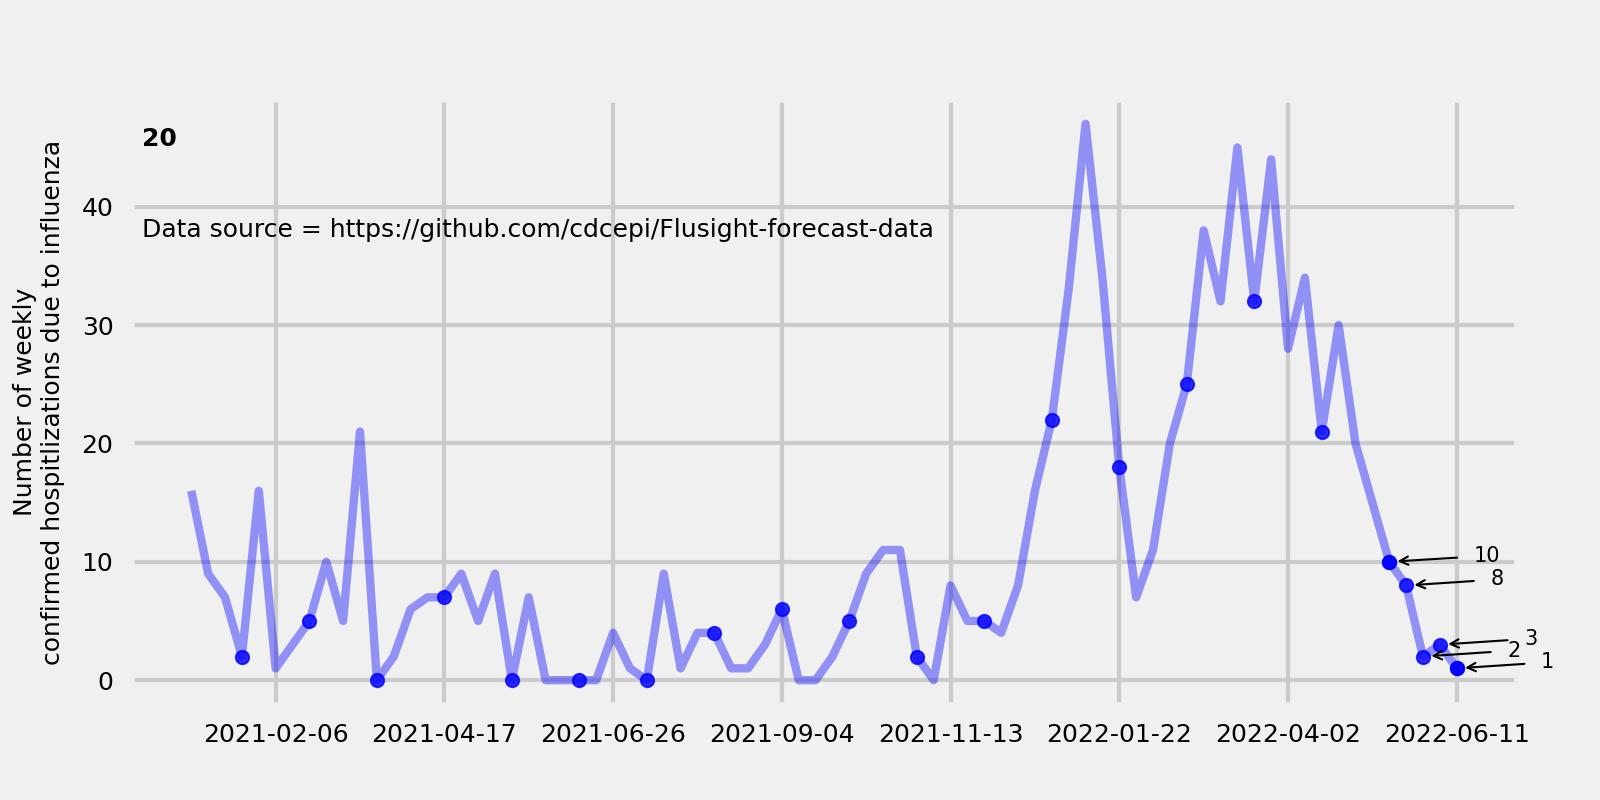 20
Data source = https://github.com/cdcepi/Flusight-forecast-data
Number of weekly
confirmed hospitlizations due to influenza
40
30
20
10
0
10
8
3
2
1
2021-02-06 2021-04-17 2021-06-26 2021-09-04 2021-11-13 2022-01-22 2022-04-02 2022-06-11